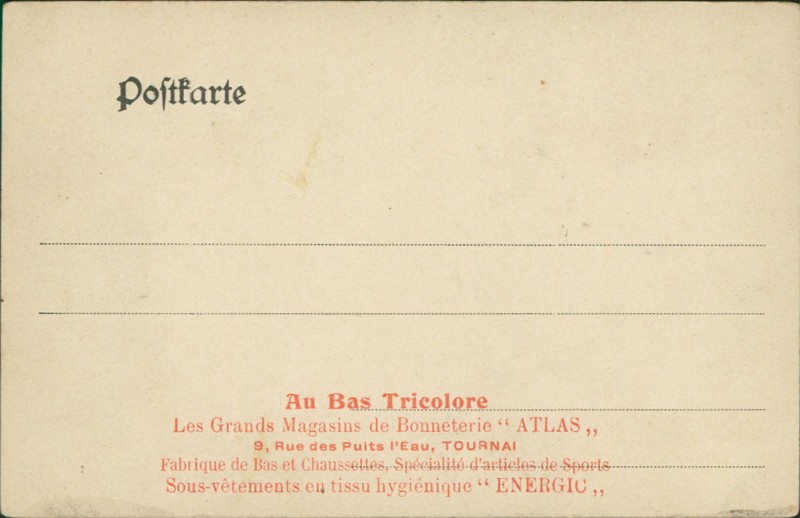 Postkarte
Au Bas Tricolore
Les Grands Magasins de Bonneterie “ ATLAS „
9, Rue des Puits l'Eau, TOURNAI
Fabrique de Bas et Chaussettes, Spécialité d'articles de Sports
Sous-vêtements en tissu hygiénique “ ENERGIC „